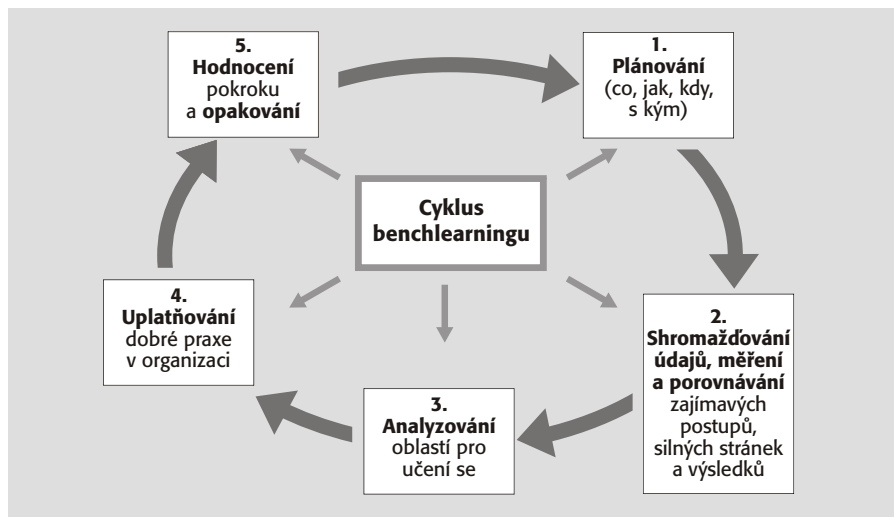 5.
Hodnocení
pokroku
a opakování
1.
Plánování
(co, jak, kdy,
s kým)
Cyklus
benchlearningu
4.
Uplatňování
dobré praxe
v organizaci
2.
Shromažďování
údajů, měření
a porovnávání
zajímavých
postupů,
silných stránek
a výsledků
3.
Analyzování
oblastí pro
učení se